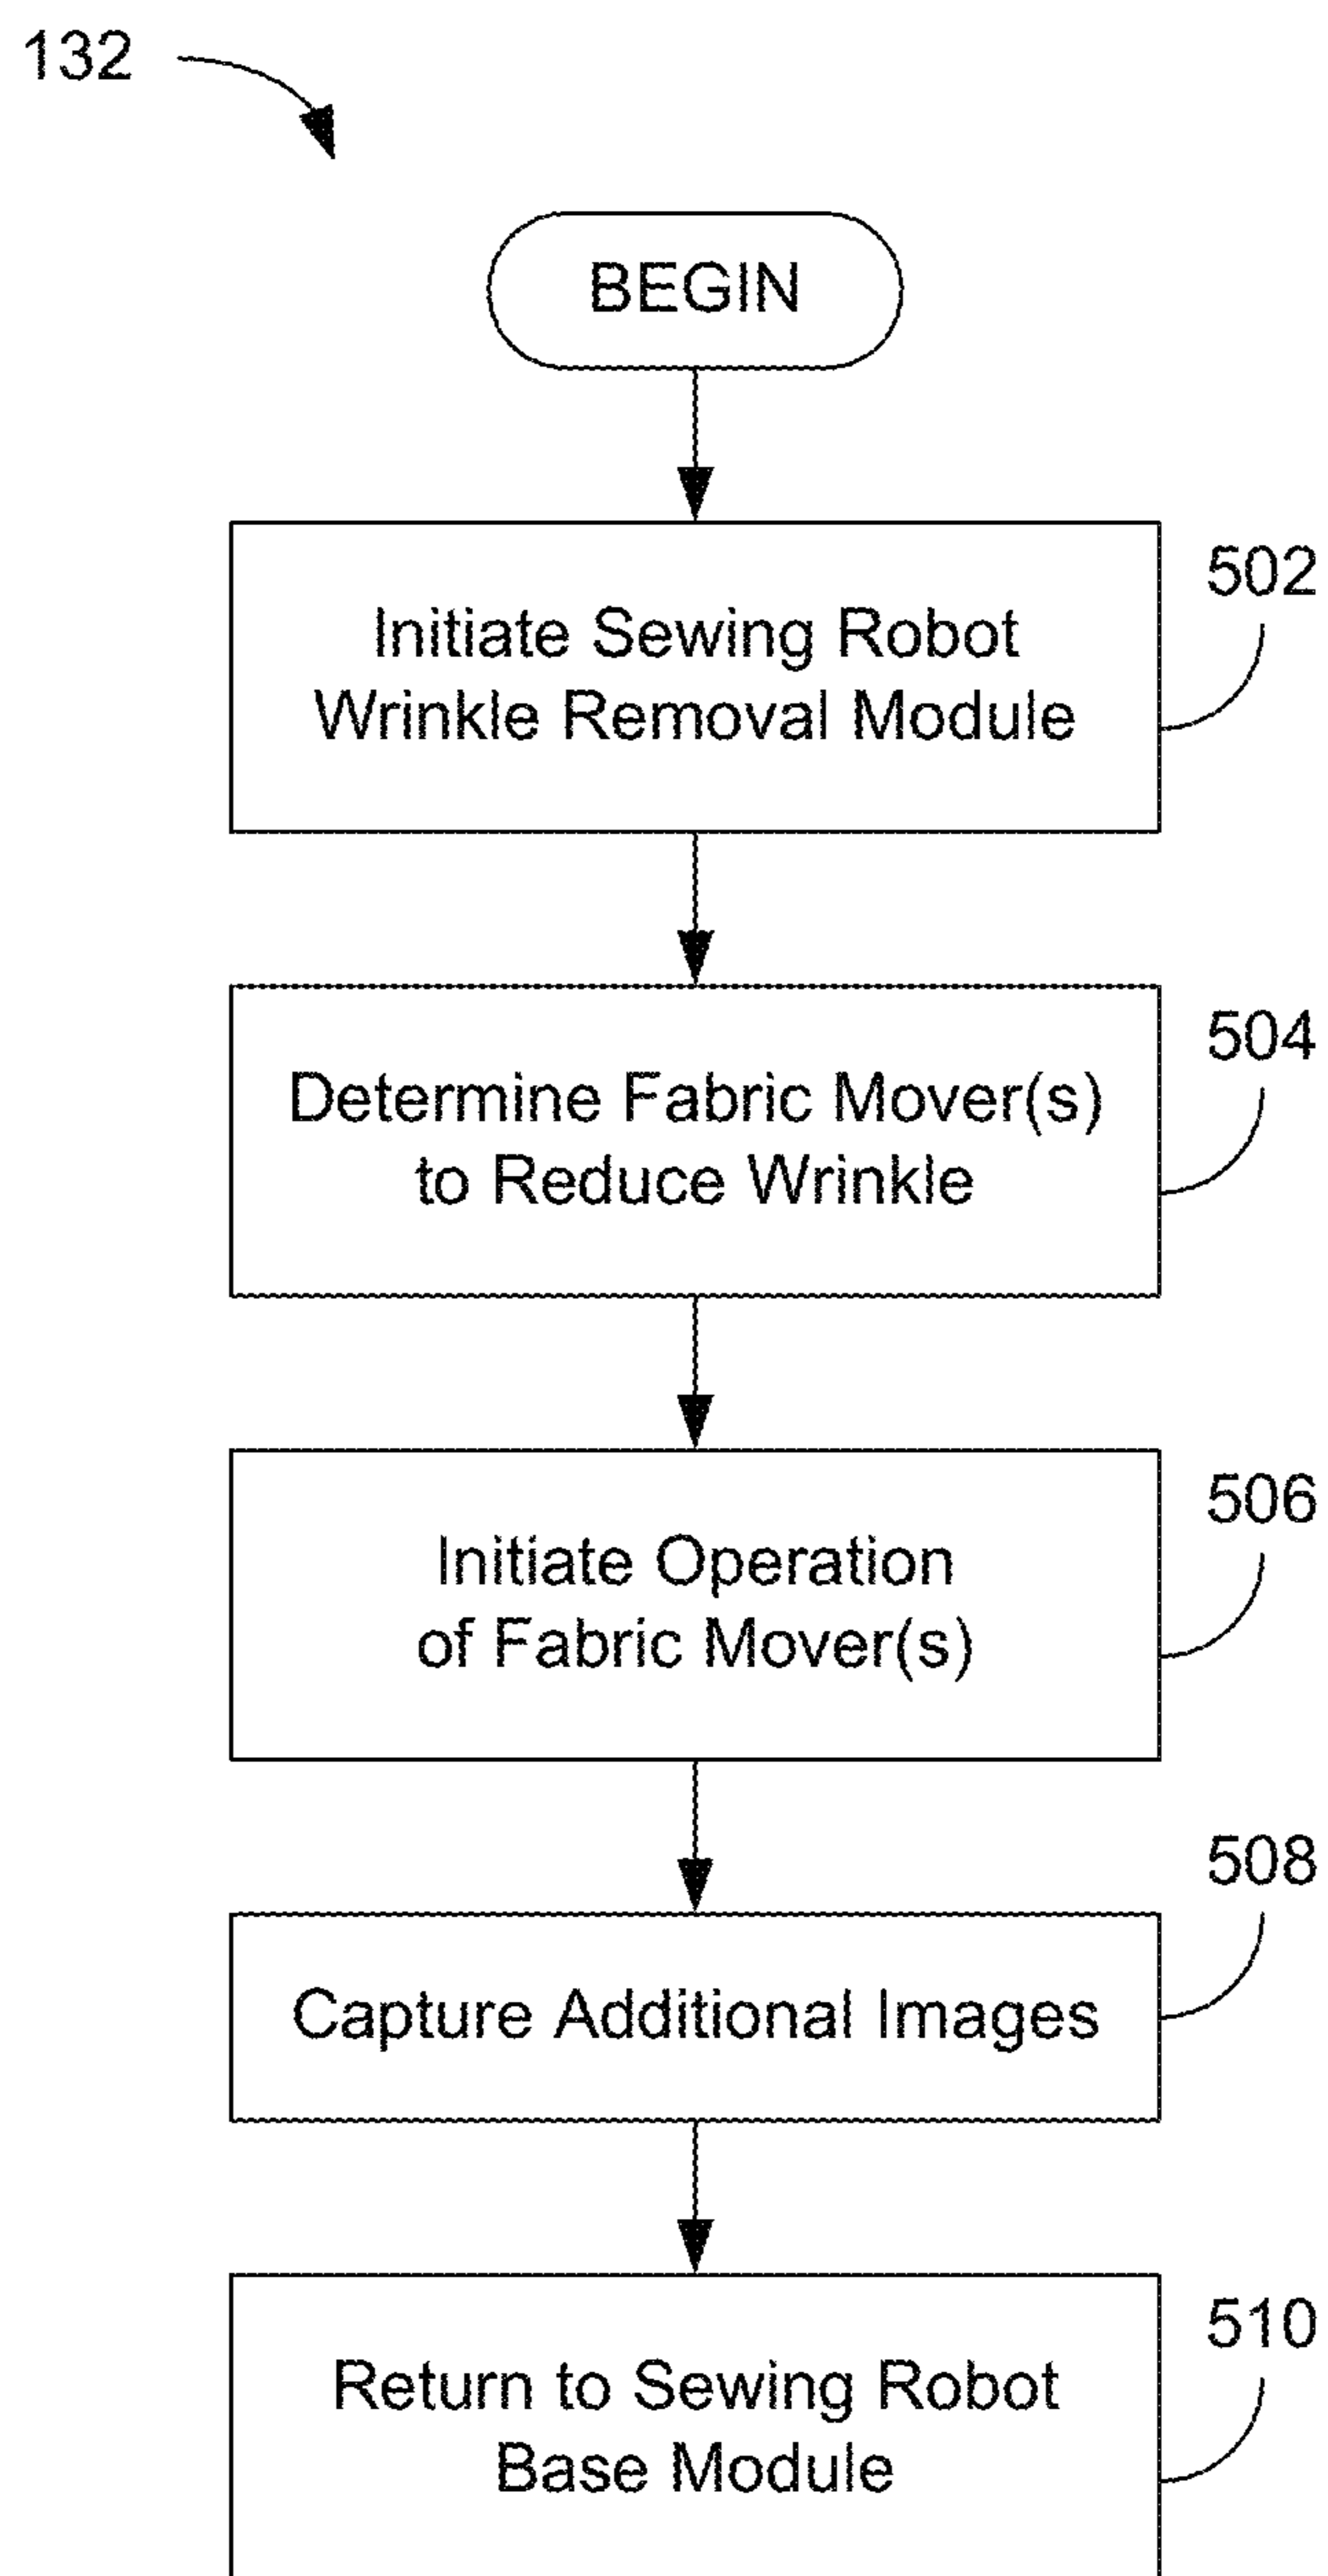 132
BEGIN
502
Initiate Sewing Robot
Wrinkle Removal Module
504
Determine Fabric Mover(s)
to Reduce Wrinkle
506
Initiate Operation
of Fabric Mover(s)
508
Capture Additional Images
510
Return to Sewing Robot
Base Module